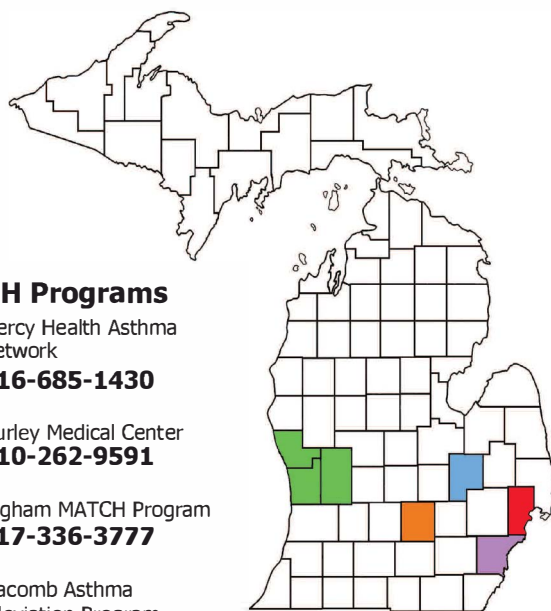 H Programs
ercy Health Asthma
etwork
16-685-1430
urley Medical Center
10-262-9591
gham MATCH Program
17-336-3777
acomb Asthma